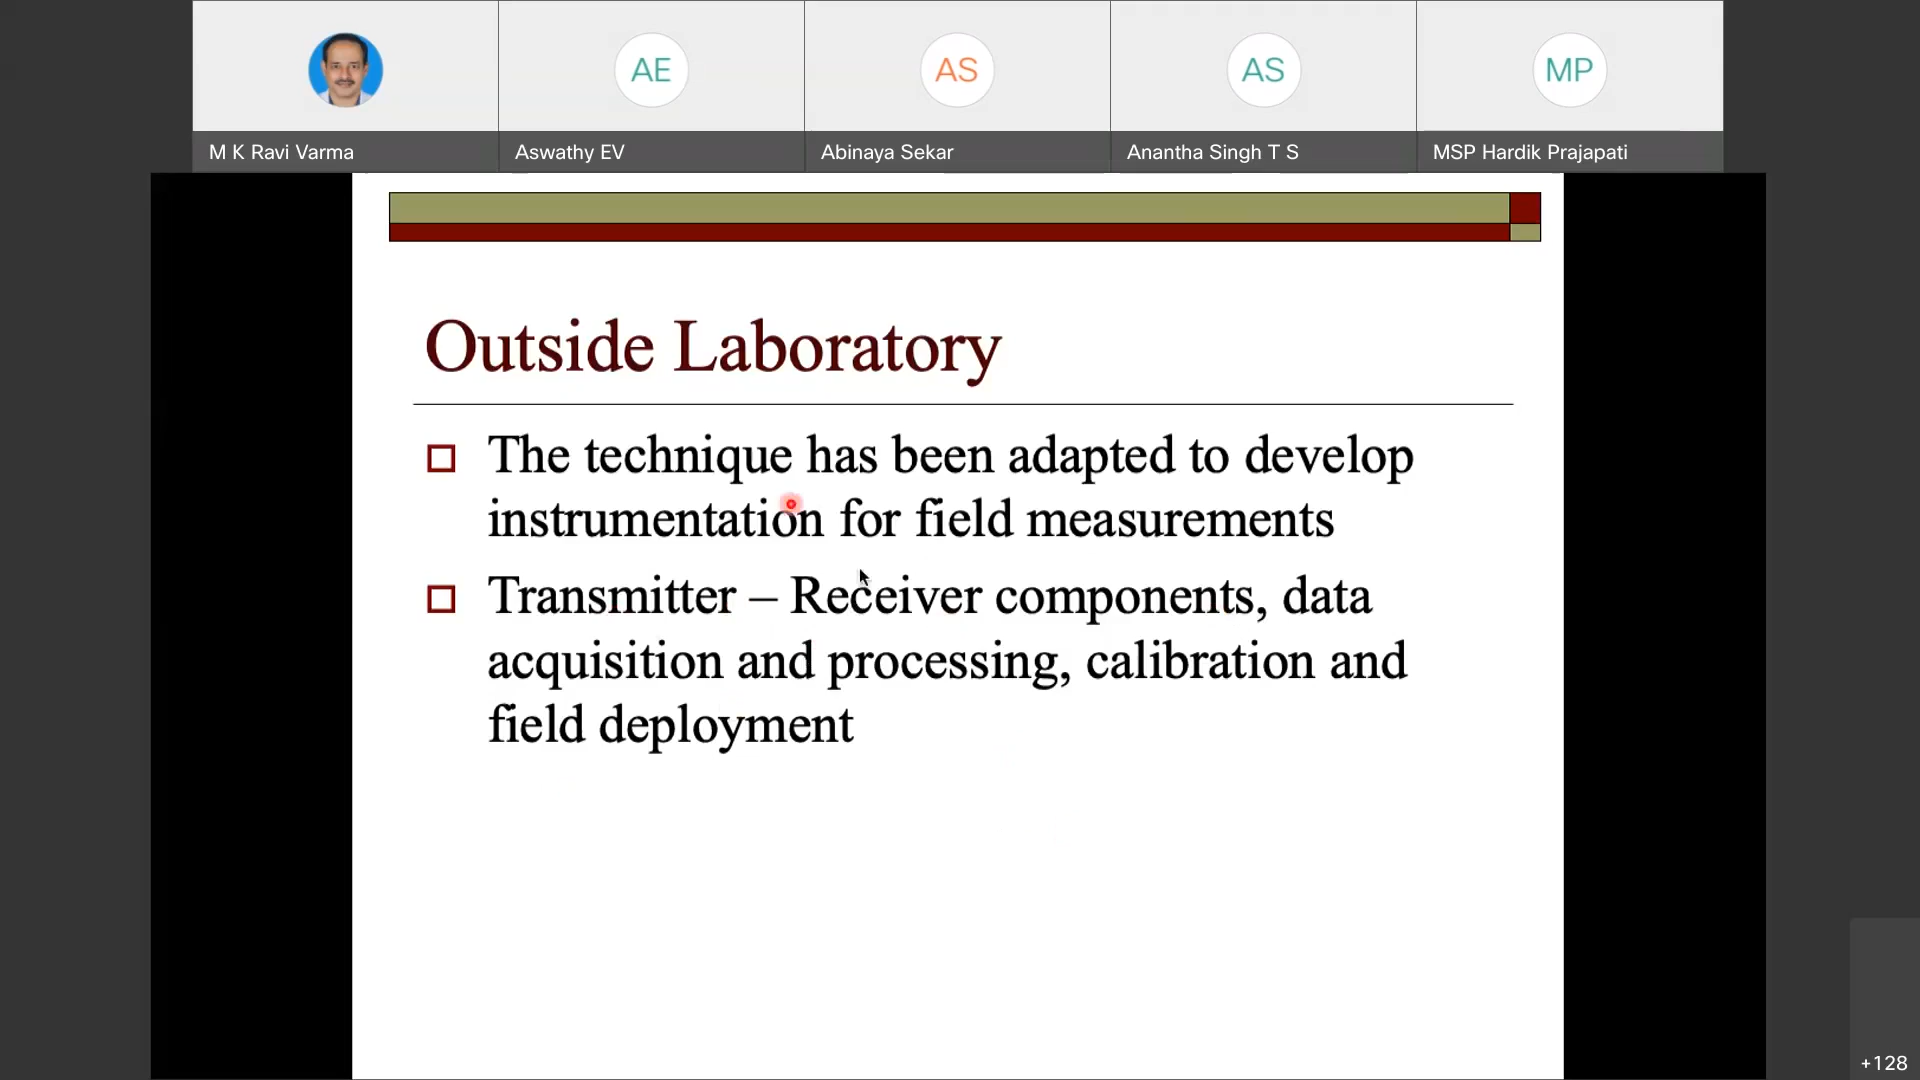 AE
AS
AS
MP
M K Ravi Varma
Aswathy EV
Abinaya Sekar
Anantha Singh T S
MSP Hardik Prajapati
Outside Laboratory
The technique has been adapted to develop
instrumentation for field measurements
Transmitter – Receiver components, data
acquisition and processing, calibration and
field deployment
+128